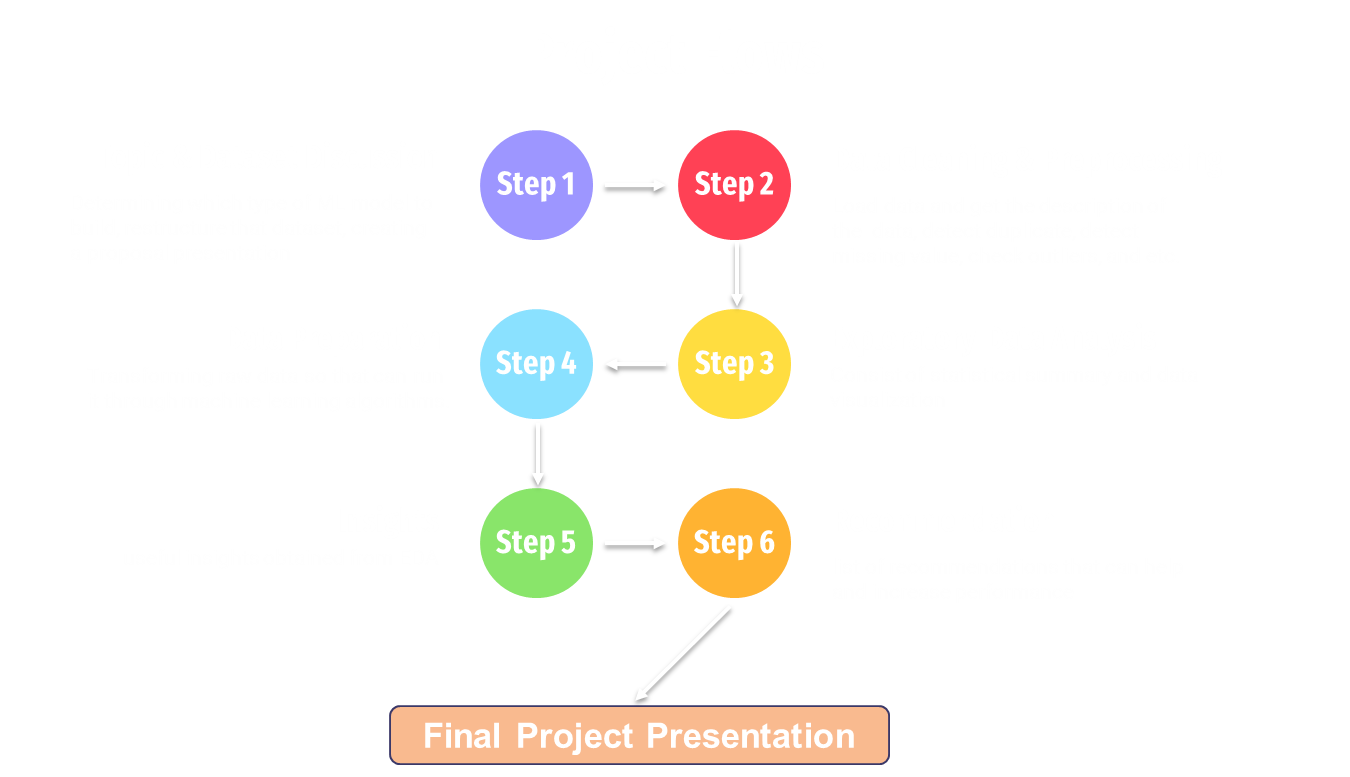 Step 1
Step 2
Step 4
Step 3
Step 5
Step 6
Final Project Presentation